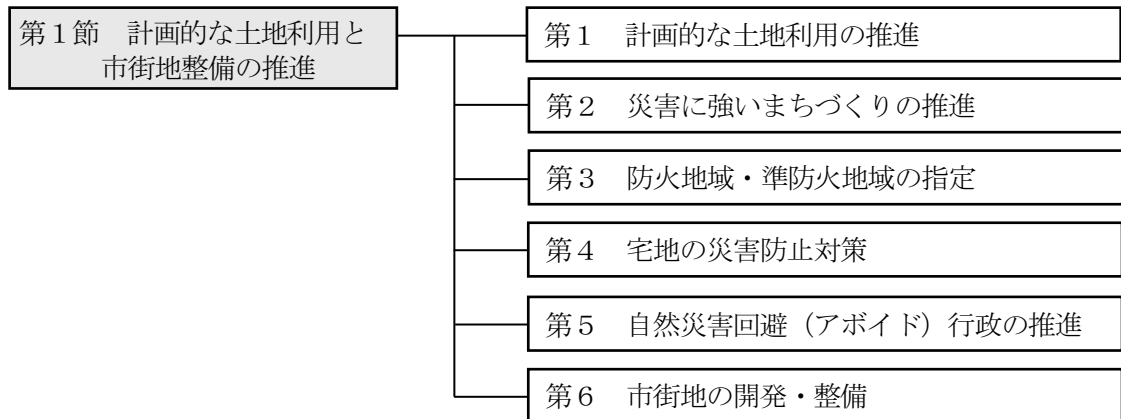 第１節　計画的な土地利用と
市街地整備の推進
第１　計画的な土地利用の推進
第２　災害に強いまちづくりの推進
第３　防火地域・準防火地域の指定
第４　宅地の災害防止対策
第５　自然災害回避（アボイド）行政の推進
第６　市街地の開発・整備